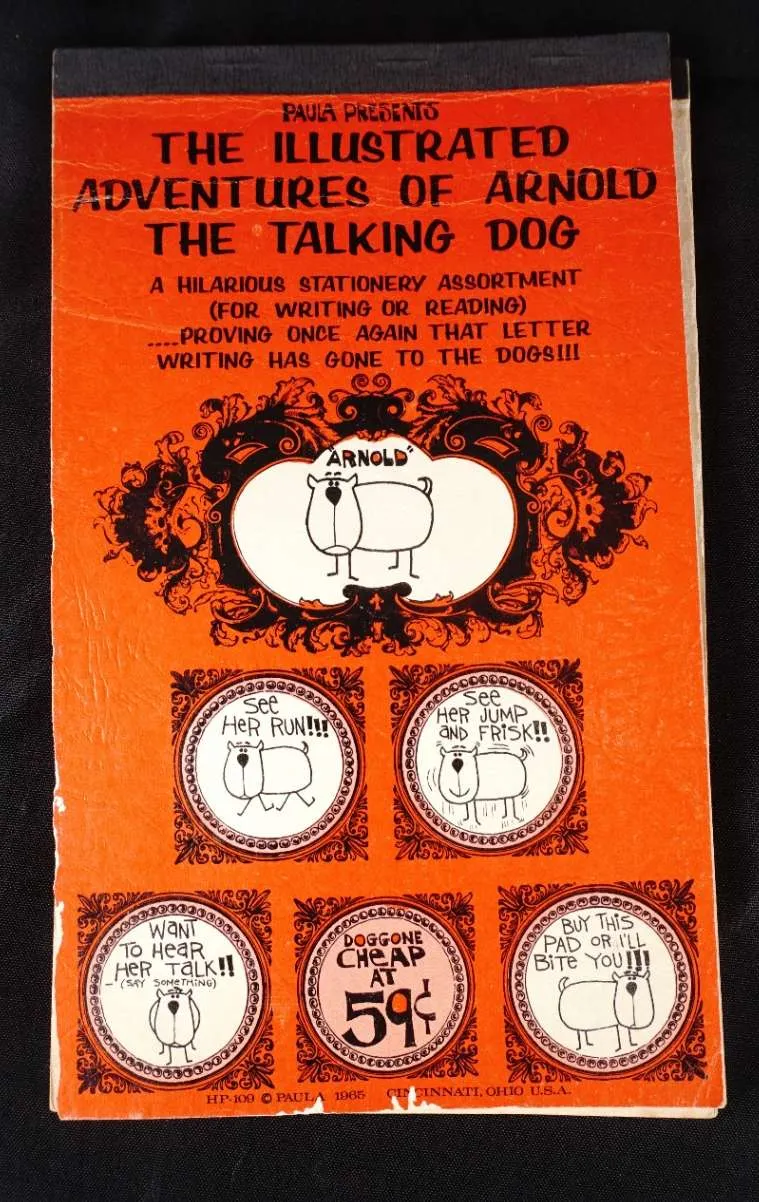 PAULA PRESENTS
THE ILLUSTRATED
ADVENTURES OF ARNOLD
THE TALKING DOG
A HILARIOUS STATIONERY ASSORTMENT
(FOR WRITING OR READING)
....PROVING ONCE AGAIN THAT LETTER
WRITING HAS GONE TO THE DOGS!!!
"ARNOLD"
SEE
HER RUN!!!
SEE
HER JUMP
AND FRISK!!
WANT
TO HEAR
HER TALK!!
(SAY SOMETHING)
DOGGONE
CHEAP
AT
59¢
BUY THIS
PAD OR I'LL
BITE YOU!!!
HP-109 © PAULA 1965 CINCINNATI, OHIO U.S.A.